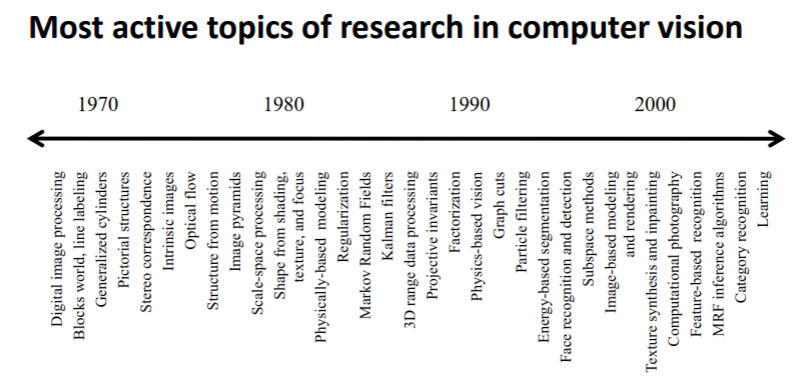 Most active topics of research in computer vision
1970
1980
1990
2000
Digital image processing
Blocks world, line labeling
Generalized cylinders
Pictorial structures
Stereo correspondence
Intrinsic images
Optical flow
Structure from motion
Image pyramids
Scale-space processing
Shape from shading,
texture, and focus
Physically-based modeling
Regularization
Markov Random Fields
Kalman filters
3D range data processing
Projective invariants
Factorization
Physics-based vision
Graph cuts
Particle filtering
Energy-based segmentation
Face recognition and detection
Subspace methods
Image-based modeling
and rendering
Texture synthesis and inpainting
Computational photography
Feature-based recognition
MRF inference algorithms
Category recognition
Learning